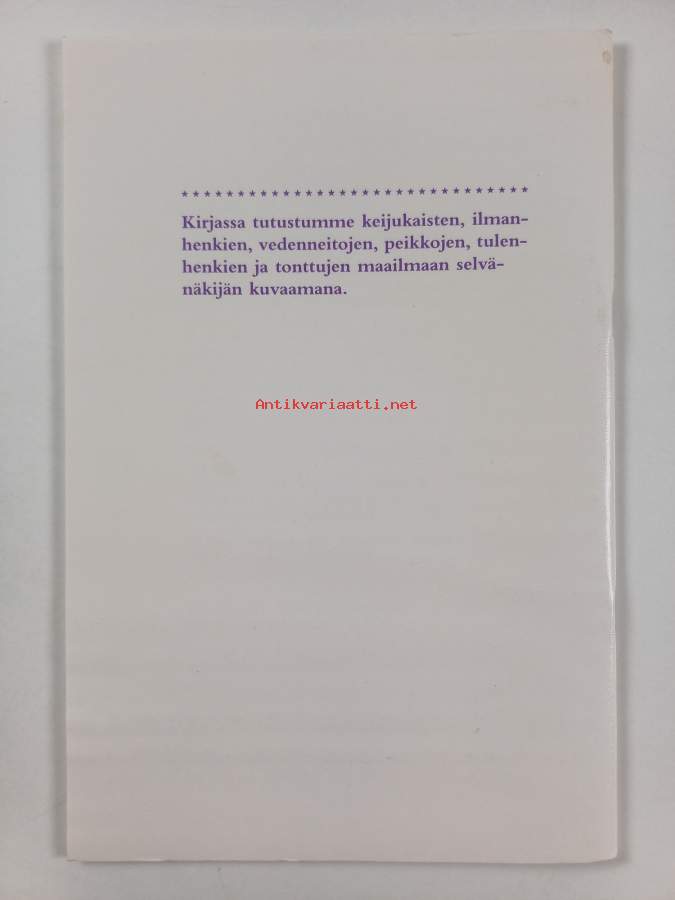 * * * * * * * * * * * * * * * * * * * * * * * * * * * * * * *
Kirjassa tutustumme keijukaisten, ilman-
henkien, vedenneitojen, peikkojen, tulen-
henkien ja tonttujen maailmaan selvä-
näkijän kuvaamana.
Antikvariaatti.net